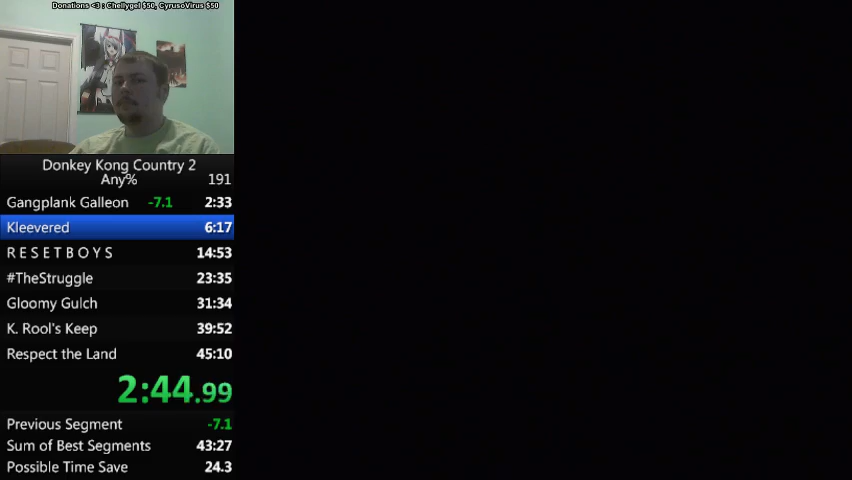 Donations <3 : Chellygel $50, CyrusoVirus $50
Donkey Kong Country 2
Any% 191
Gangplank Galleon -7.1 2:33
Kleevered 6:17
R E S E T B O Y S 14:53
#TheStruggle 23:35
Gloomy Gulch 31:34
K. Rool's Keep 39:52
Respect the Land 45:10
2:44.99
Previous Segment -7.1
Sum of Best Segments 43:27
Possible Time Save 24.3